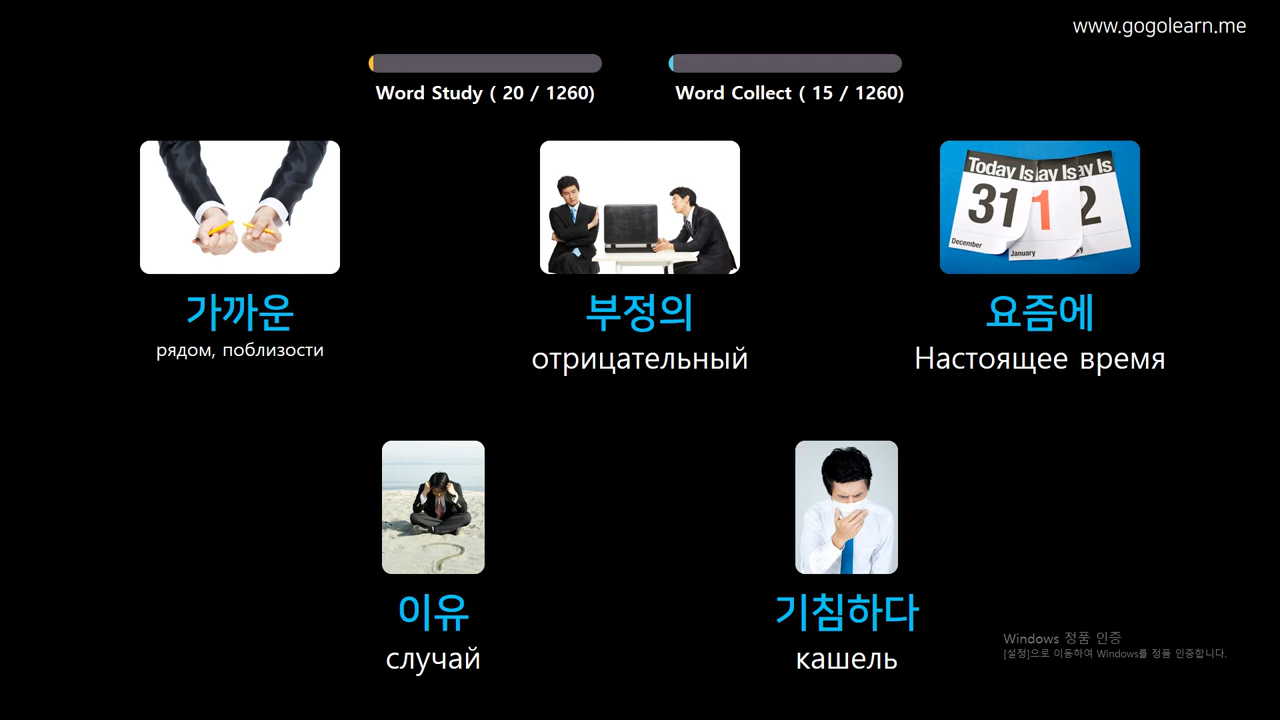 www.gogolearn.me
Word Study ( 20 / 1260)
Word Collect ( 15 / 1260)
Today Is
lay Is
ay Is
31
1
2
December
January
ry
가까운
рядом, поблизости
부정의
отрицательный
요즘에
Настоящее время
이유
случай
기침하다
кашель
Windows 정품 인증
[설정]으로 이동하여 Windows를 정품 인증합니다.